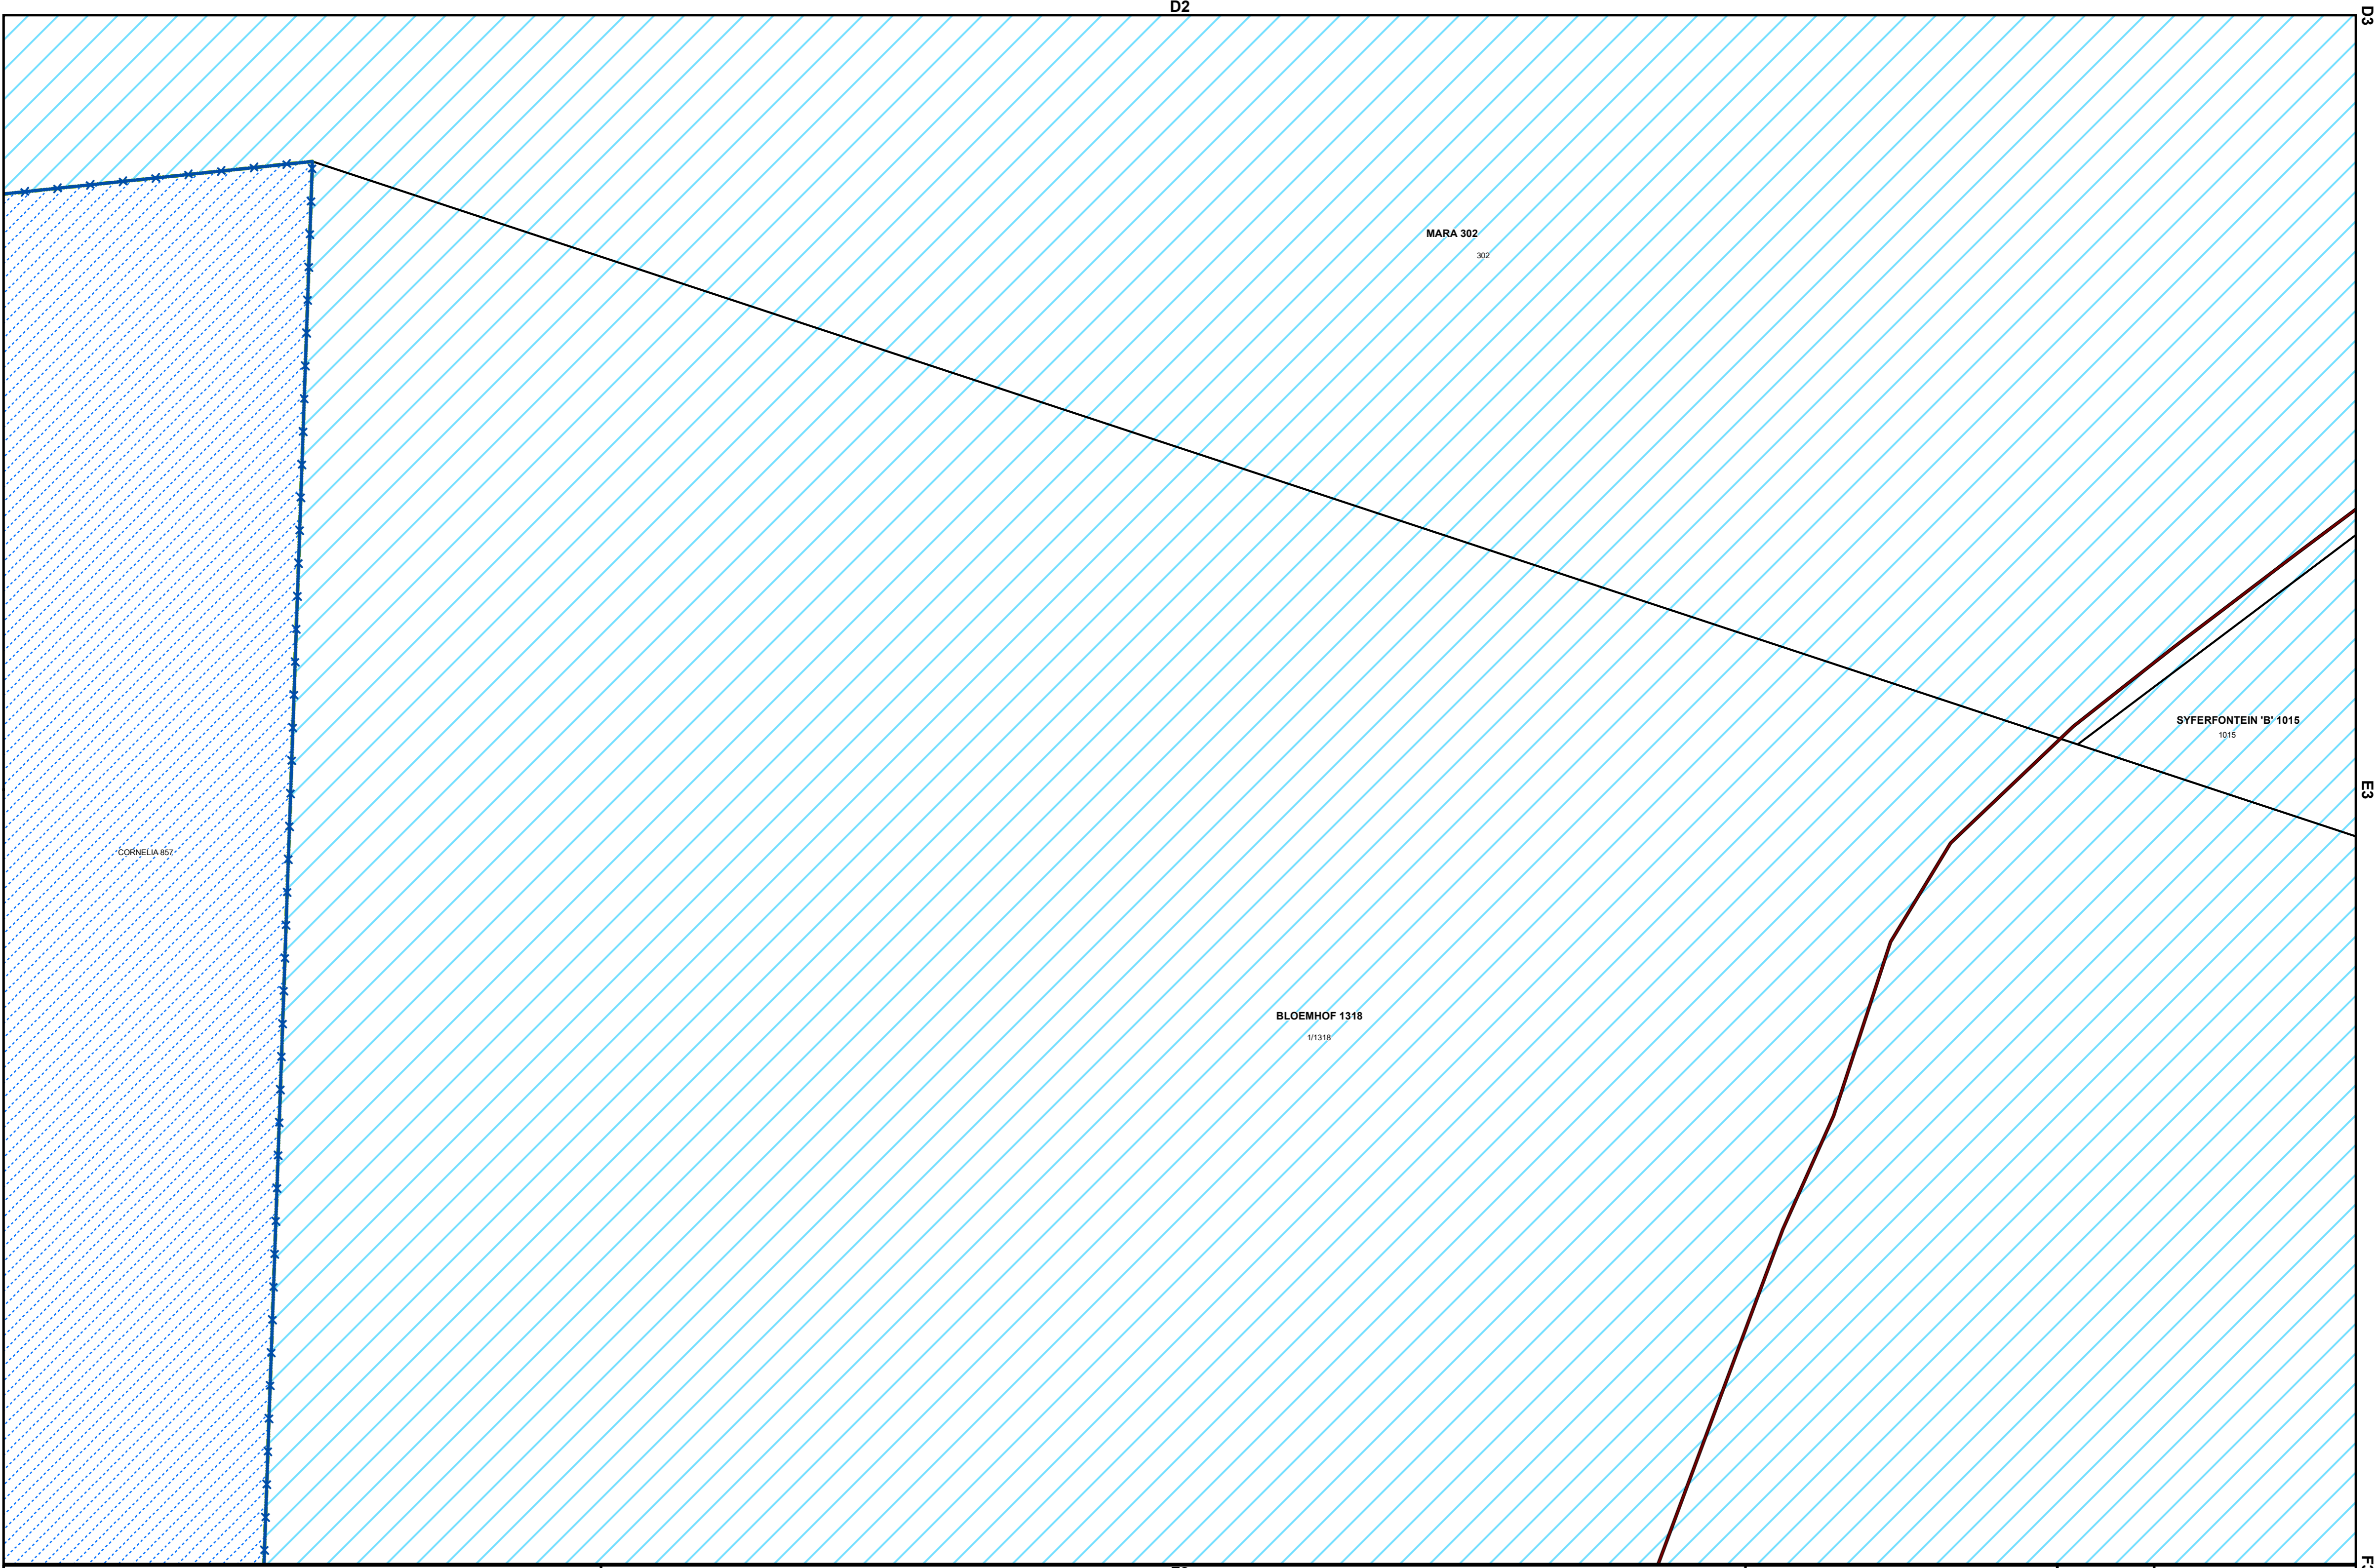 D2
D3
MARA 302
302
SYFERFONTEIN 'B' 1015
1015
E3
CORNELIA 857
BLOEMHOF 1318
1/1318